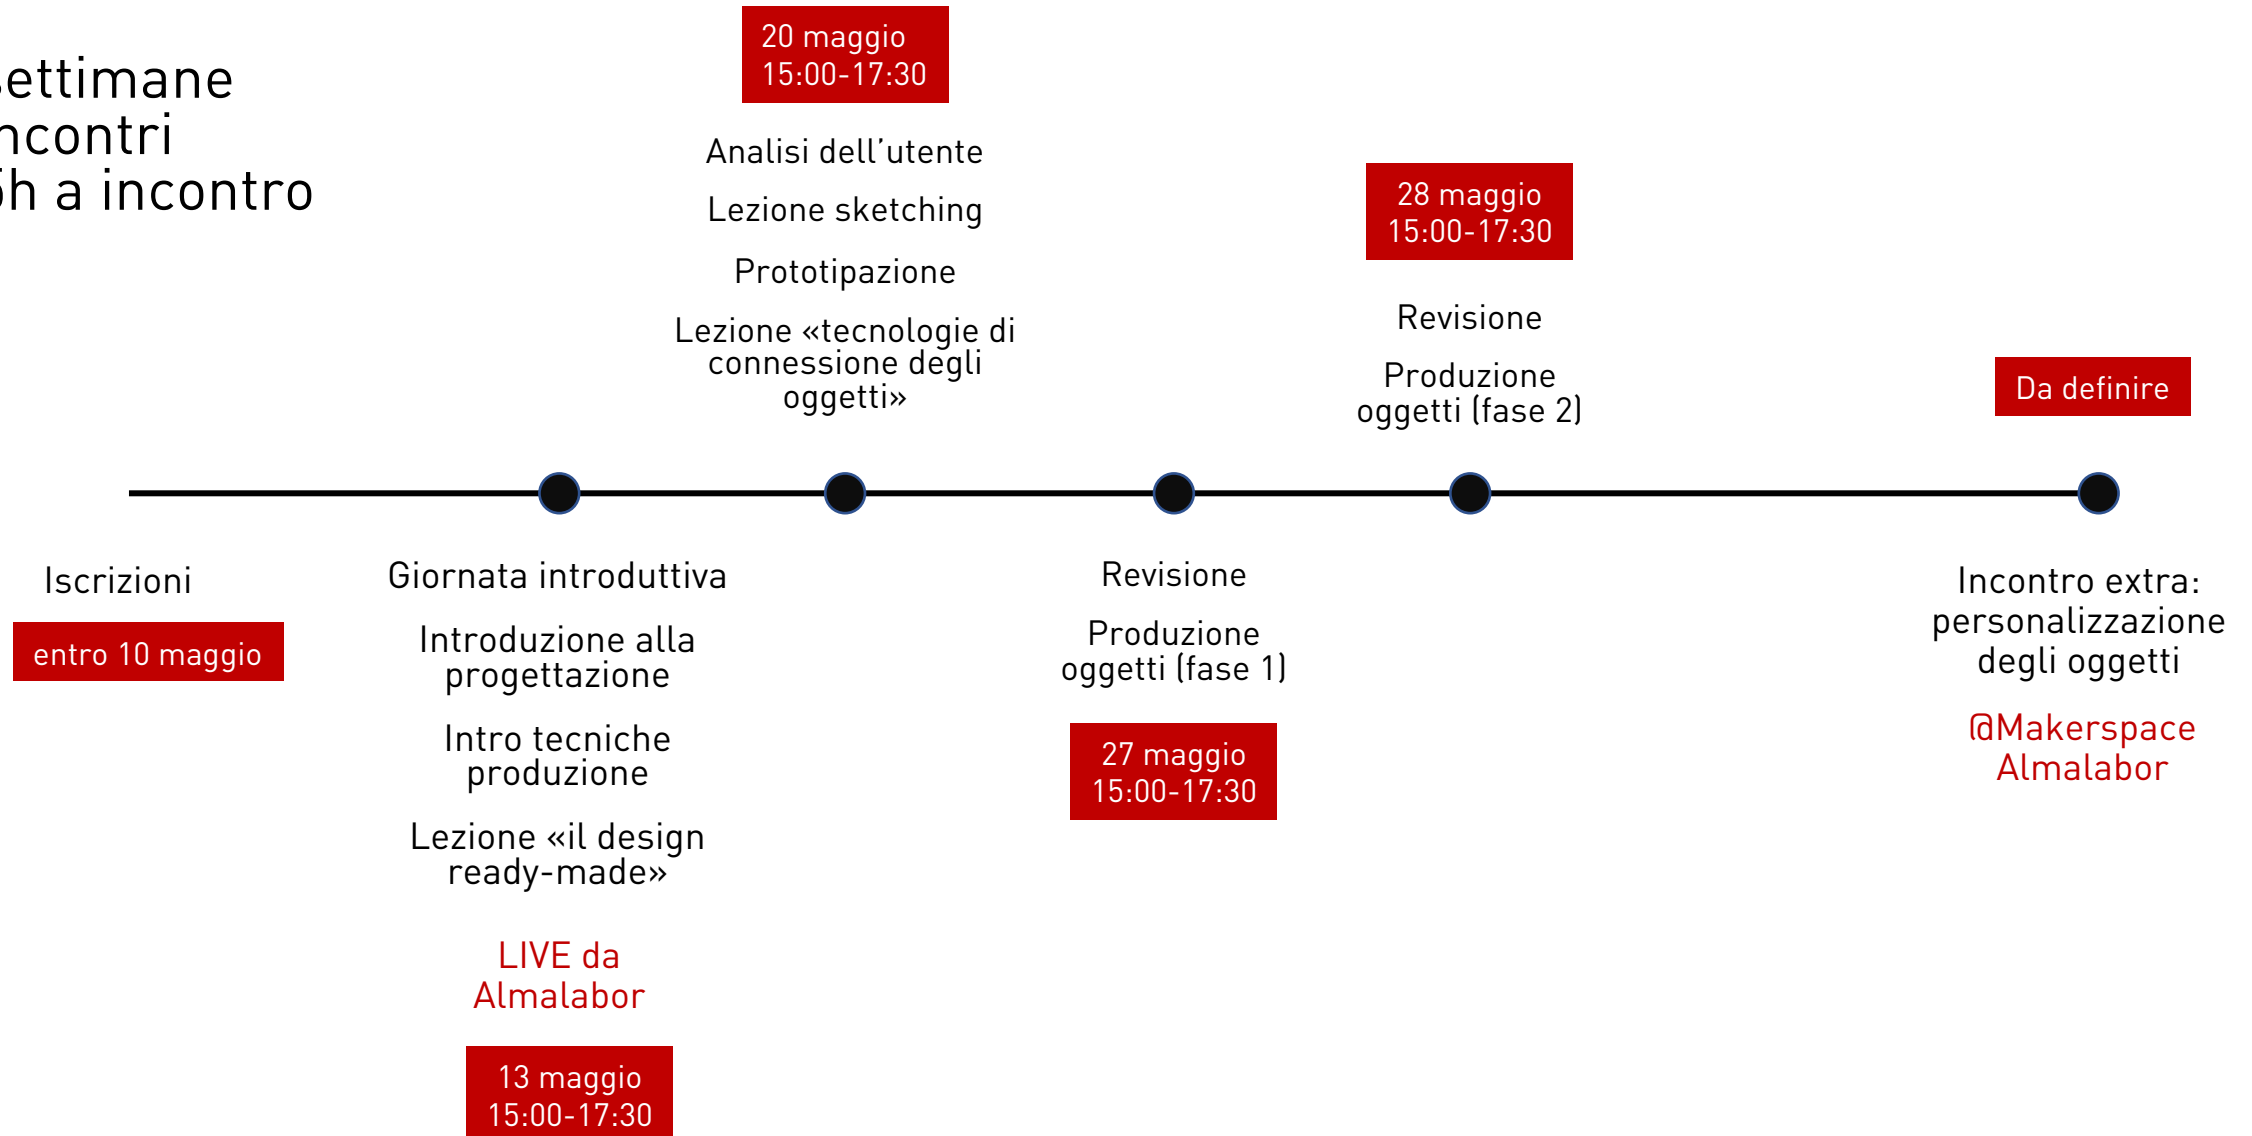 settimane
incontri
5h a incontro
20 maggio
15:00-17:30
Analisi dell’utente
Lezione sketching
Prototipazione
Lezione «tecnologie di
connessione degli
oggetti»
28 maggio
15:00-17:30
Revisione
Produzione
oggetti (fase 2)
Da definire
Iscrizioni
entro 10 maggio
Giornata introduttiva
Introduzione alla
progettazione
Intro tecniche
produzione
Lezione «il design
ready-made»
LIVE da
Almalabor
13 maggio
15:00-17:30
Revisione
Produzione
oggetti (fase 1)
27 maggio
15:00-17:30
Incontro extra:
personalizzazione
degli oggetti
@Makerspace
Almalabor